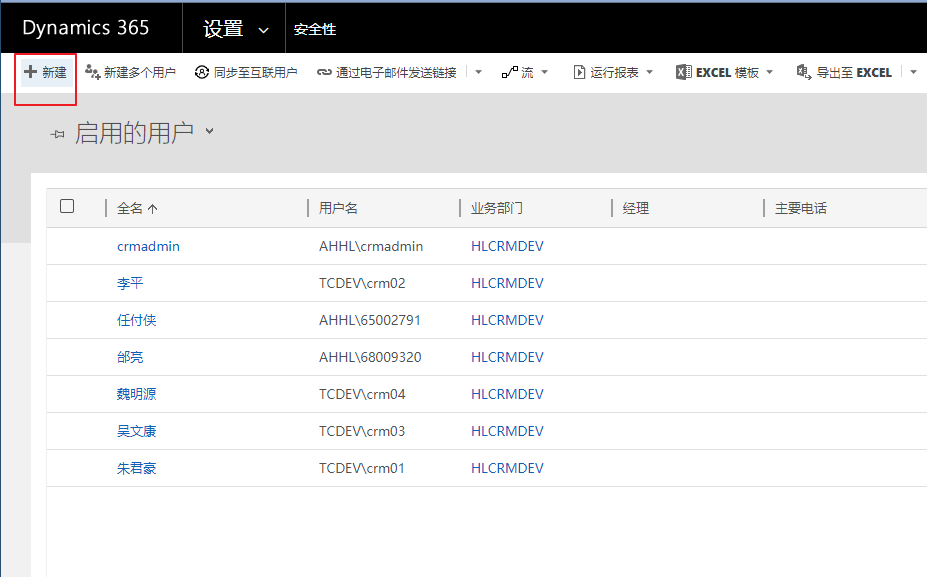 Dynamics 365 设置 安全性
新建 新建多个用户 同步至互联用户 通过电子邮件发送链接 流 运行报表 EXCEL 模板 导出至 EXCEL
启用的用户
全名 用户名 业务部门 经理 主要电话
crmadmin AHHL\crmadmin HLCRMDEV
李平 TCDEV\crm02 HLCRMDEV
任付侠 AHHL\65002791 HLCRMDEV
邰亮 AHHL\68009320 HLCRMDEV
魏明源 TCDEV\crm04 HLCRMDEV
吴文康 TCDEV\crm03 HLCRMDEV
朱君豪 TCDEV\crm01 HLCRMDEV